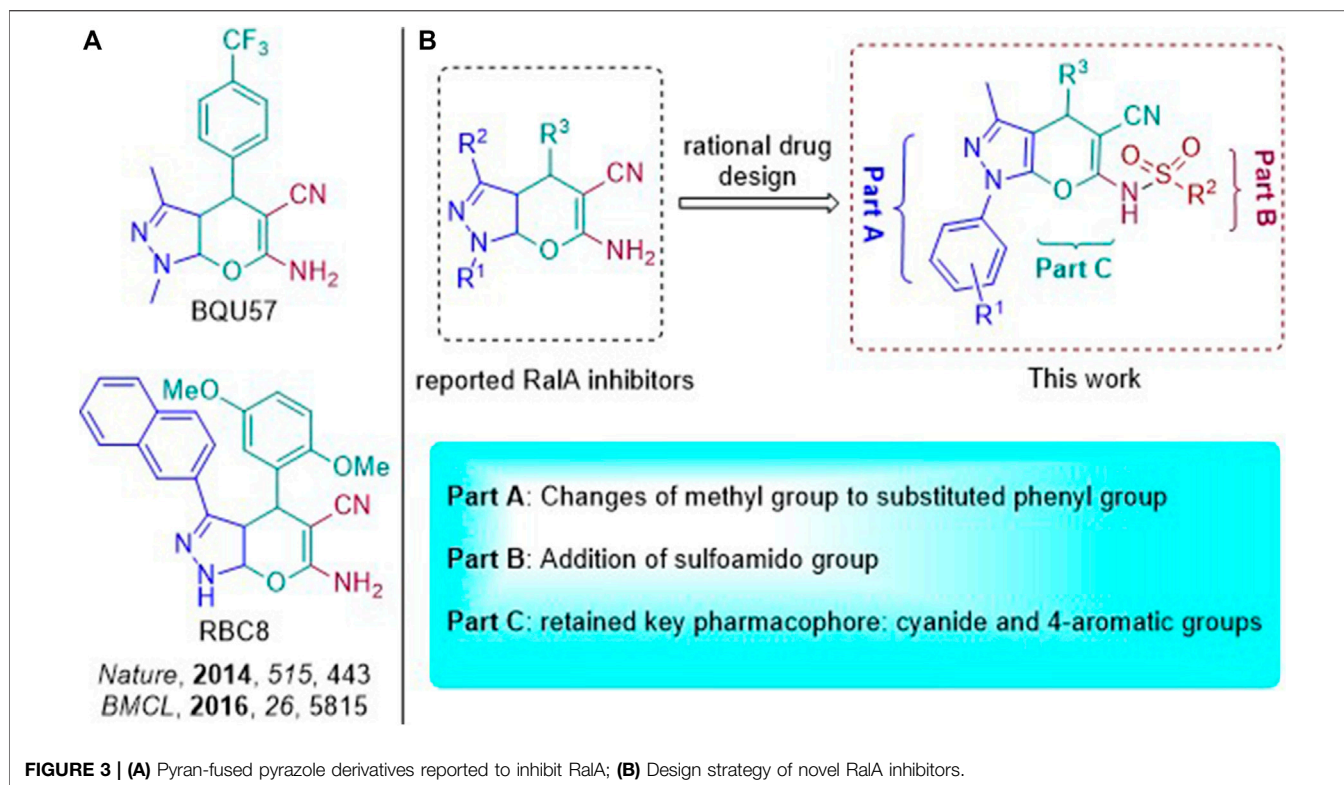 A
CF3
CN
N
N
O
NH2
BQU57
MeO
OMe
CN
N
N
H
O
NH2
RBC8
Nature, 2014, 515, 443
BMCL, 2016, 26, 5815
B
R2
R3
CN
N
N
O
NH2
R1
reported RalA inhibitors
rational drug
design
R3
CN
N
N
O
O
O
S
N
H
R2
R1
Part A
Part B
Part C
This work
Part A: Changes of methyl group to substituted phenyl group
Part B: Addition of sulfoamido group
Part C: retained key pharmacophore: cyanide and 4-aromatic groups
FIGURE 3 | (A) Pyran-fused pyrazole derivatives reported to inhibit RalA; (B) Design strategy of novel RalA inhibitors.